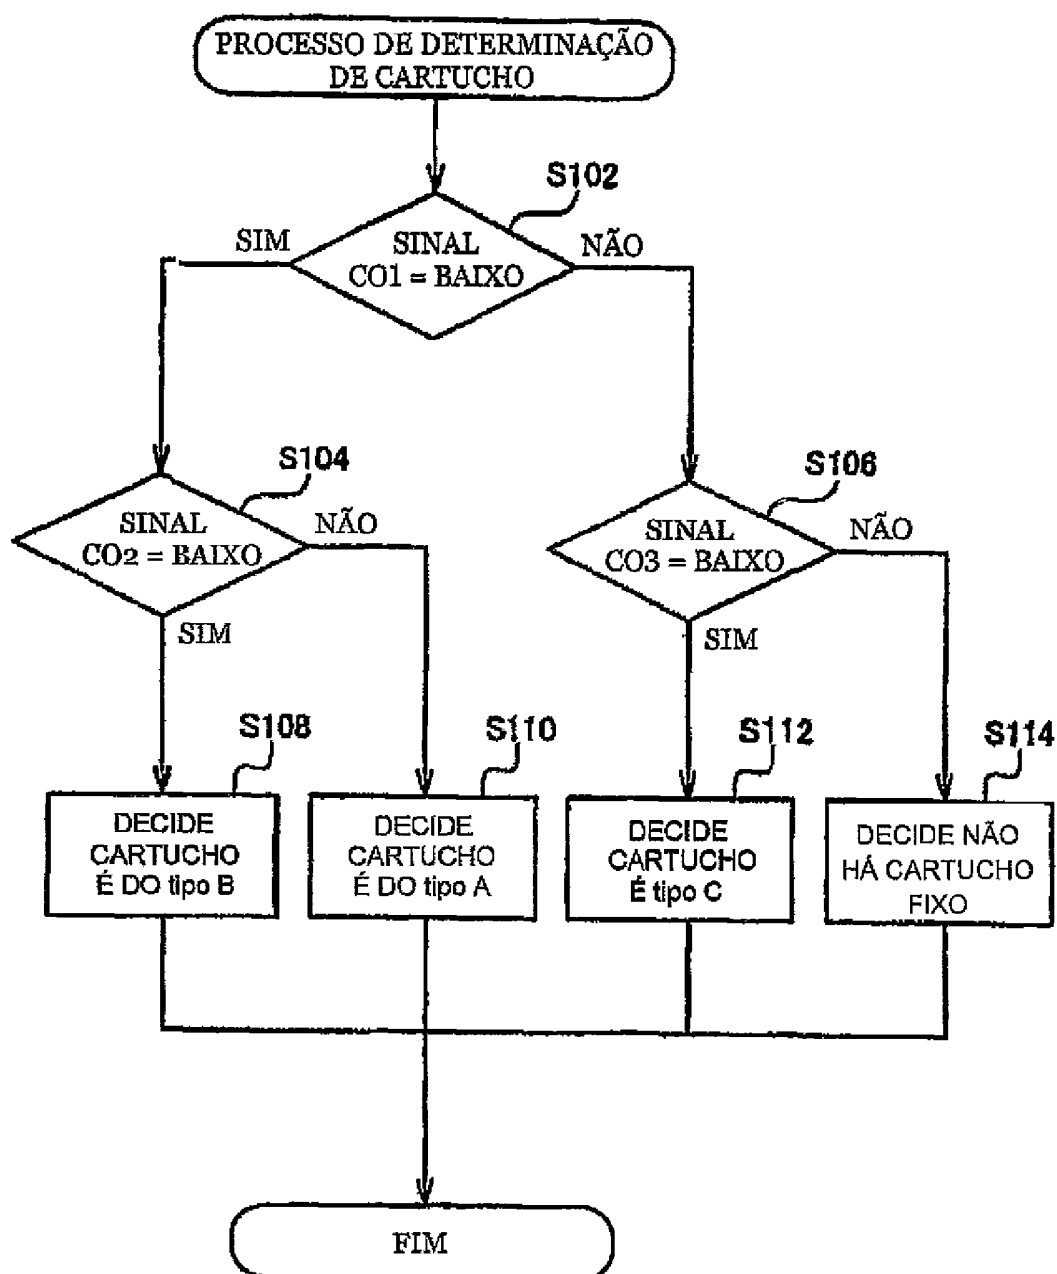 PROCESSO DE DETERMINAÇÃO
DE CARTUCHO
S102
SIM
SINAL
CO1 = BAIXO
NÃO
S104
SINAL
CO2 = BAIXO
NÃO
SIM
S106
SINAL
CO3 = BAIXO
NÃO
SIM
S108
DECIDE
CARTUCHO
É DO tipo B
S110
DECIDE
CARTUCHO
É DO tipo A
S112
DECIDE
CARTUCHO
É tipo C
S114
DECIDE NÃO
HÁ CARTUCHO
FIXO
FIM